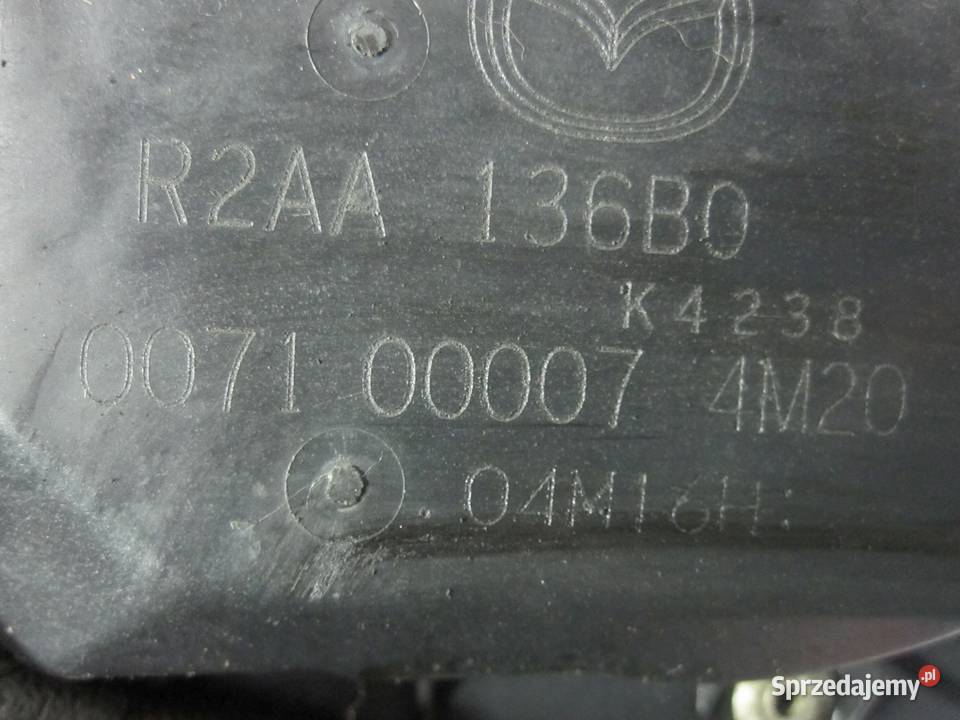 R2AA 136B0
K4238
0071 00007 4M20
04M16H:
Sprzedajemy.pl